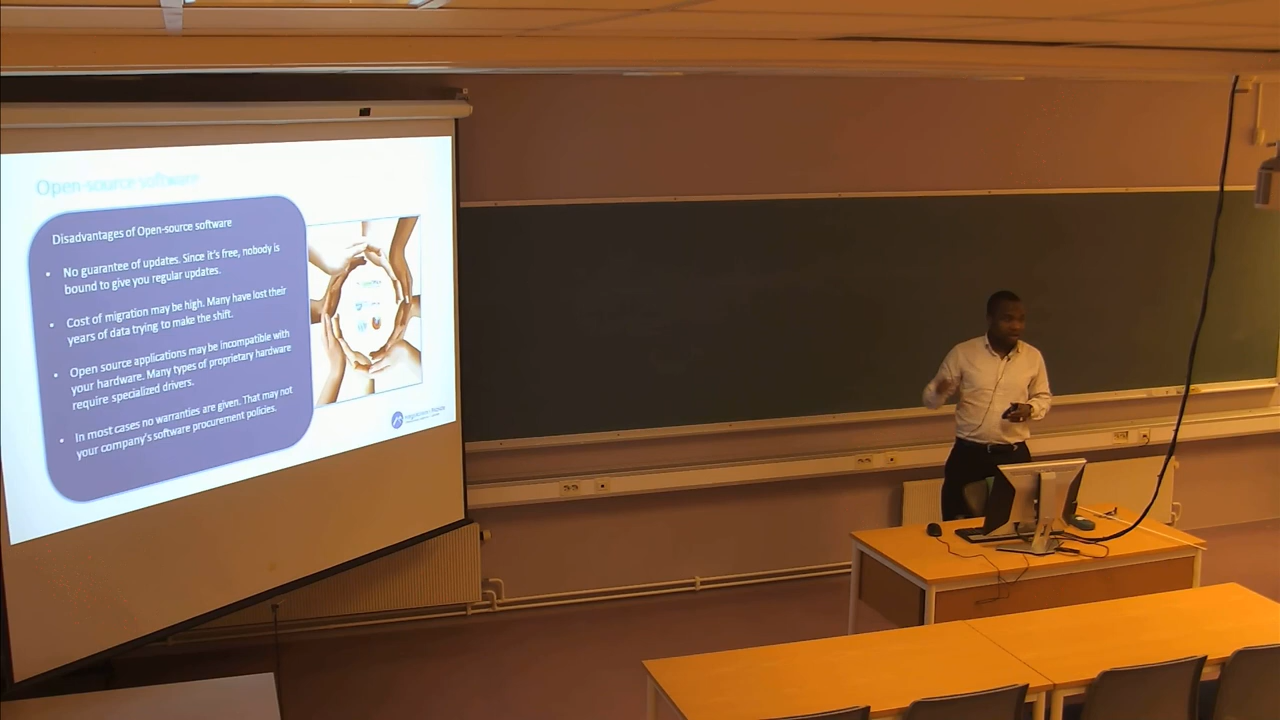 Open-source software
Disadvantages of Open-source software
• No guarantee of updates. Since it's free, nobody is
bound to give you regular updates.
• Cost of migration may be high. Many have lost their
years of data trying to make the shift.
• Open source applications may be incompatible with
your hardware. Many types of proprietary hardware
require specialized drivers.
• In most cases no warranties are given. That may not
your company's software procurement policies.